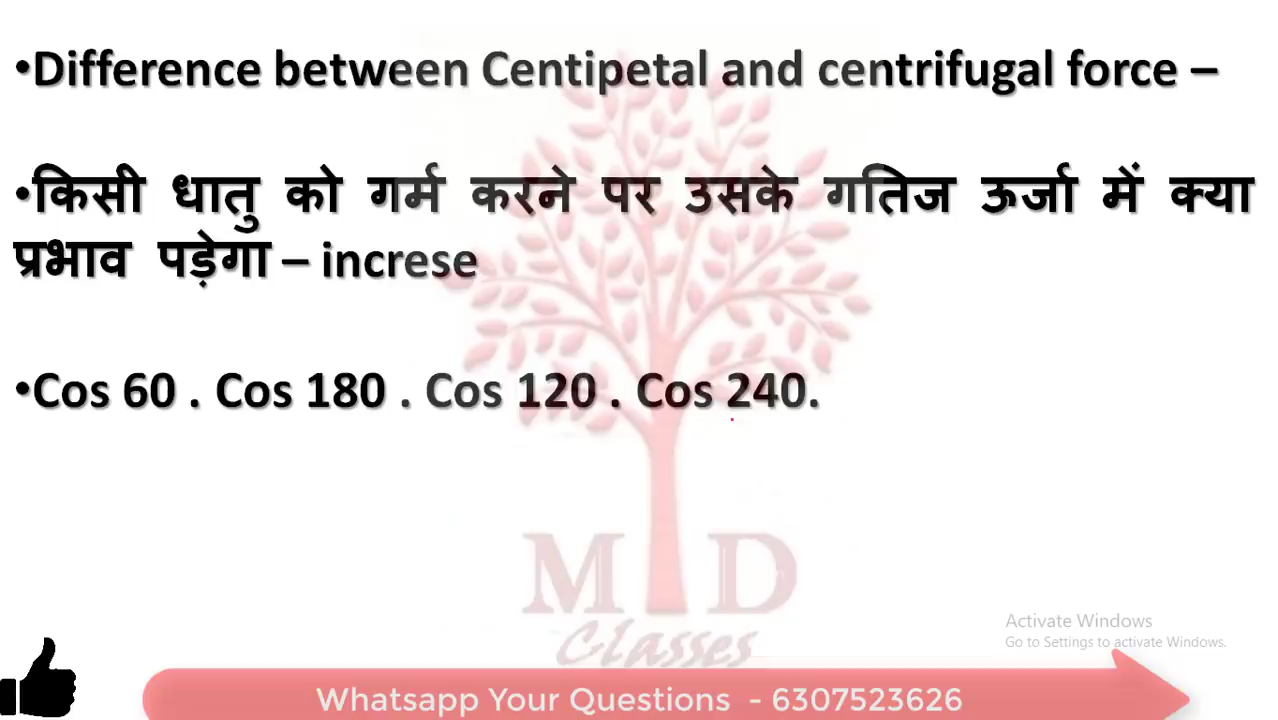 •Difference between Centipetal and centrifugal force –
•किसी धातु को गर्म करने पर उसके गतिज ऊर्जा में क्या
प्रभाव पड़ेगा – increse
•Cos 60 . Cos 180 . Cos 120 . Cos 240.
M D
Classes
Activate Windows
Go to Settings to activate Windows.
Whatsapp Your Questions - 6307523626